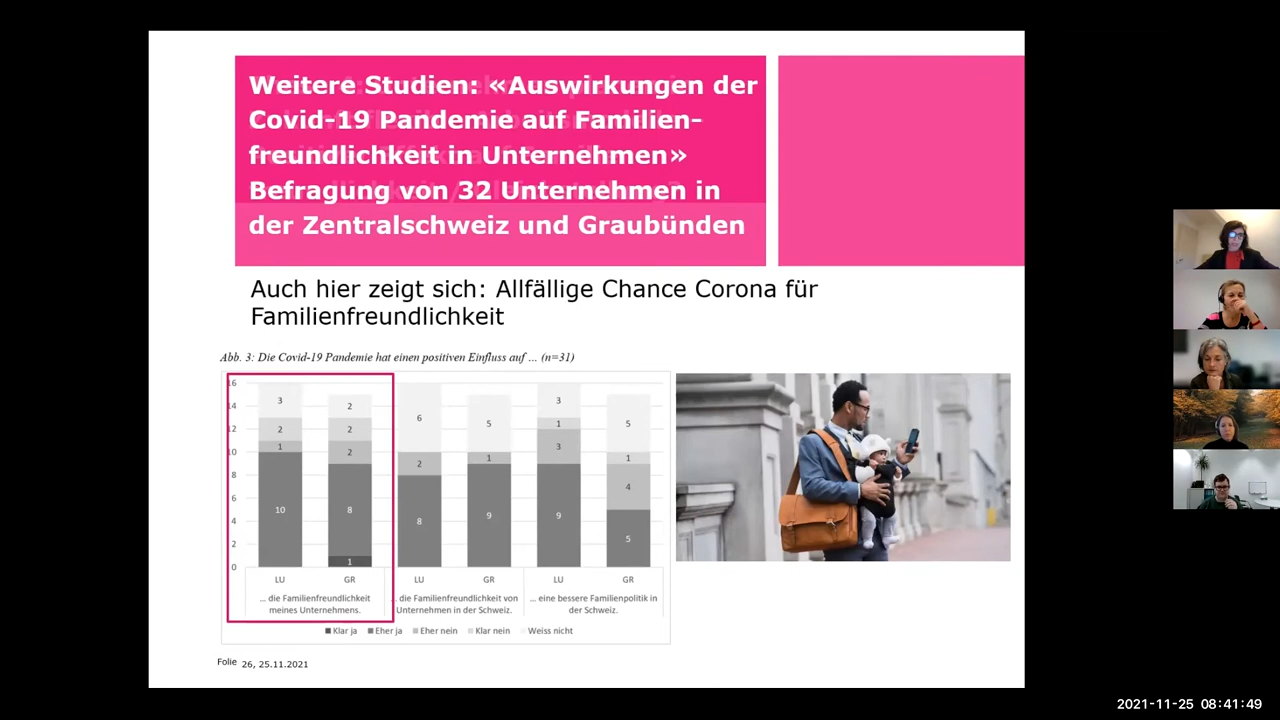 Weitere Studien: «Auswirkungen der
Covid-19 Pandemie auf Familien-
freundlichkeit in Unternehmen»
Befragung von 32 Unternehmen in
der Zentralschweiz und Graubünden
Auch hier zeigt sich: Allfällige Chance Corona für
Familienfreundlichkeit
Abb. 3: Die Covid-19 Pandemie hat einen positiven Einfluss auf ... (n=31)
16
14
12
10
8
6
4
2
0
3
2
1
10
2
2
2
8
1
6
2
8
5
1
9
3
1
3
9
5
1
4
5
LU GR LU GR LU GR
... die Familienfreundlichkeit
meines Unternehmens.
... die Familienfreundlichkeit von
Unternehmen in der Schweiz.
... eine bessere Familienpolitik in
der Schweiz.
Klar ja Eher ja Eher nein Klar nein Weiss nicht
Folie 26, 25.11.2021
2021-11-25 08:41:49